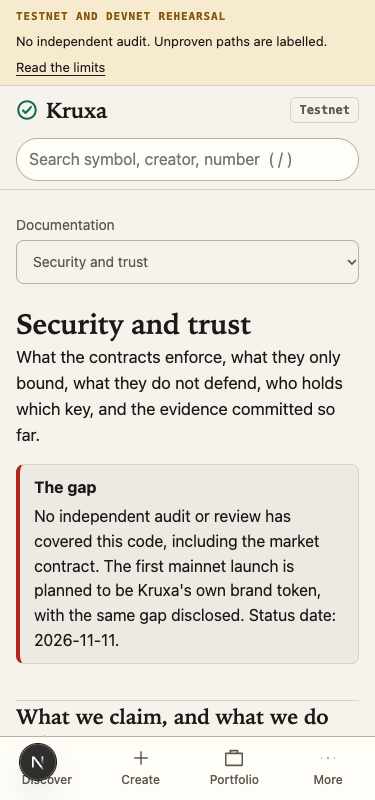 TESTNET AND DEVNET REHEARSAL
No independent audit. Unproven paths are labelled.
Read the limits
Kruxa
Testnet
Search symbol, creator, number ( / )
Documentation
Security and trust
Security and trust
What the contracts enforce, what they only
bound, what they do not defend, who holds
which key, and the evidence committed so
far.
The gap
No independent audit or review has
covered this code, including the market
contract. The first mainnet launch is
planned to be Kruxa's own brand token,
with the same gap disclosed. Status date:
2026-11-11.
What we claim, and what we do
N
Discover
Create
Portfolio
More